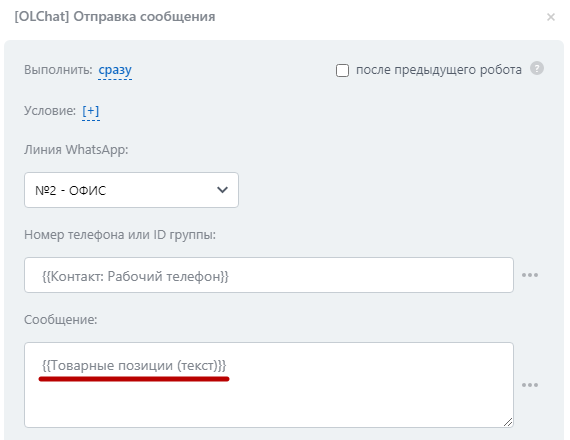 [OLChat] Отправка сообщения
Выполнить: сразу
после предыдущего робота ?
Условие: [+]
Линия WhatsApp:
№2 - ОФИС
Номер телефона или ID группы:
{{Контакт: Рабочий телефон}}
Сообщение:
{{Товарные позиции (текст)}}